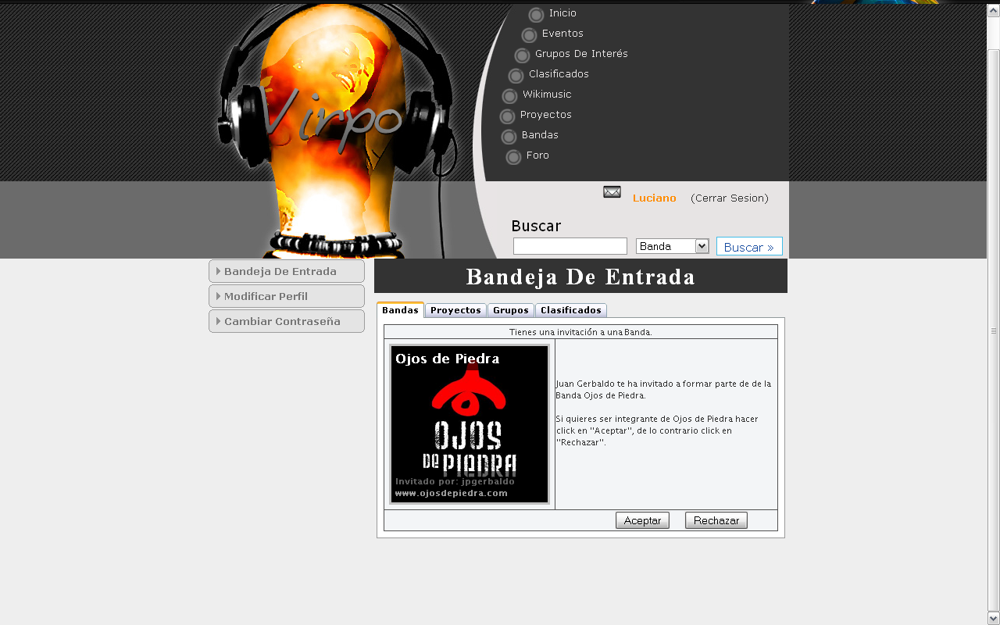 Inicio
Eventos
Grupos De Interés
Clasificados
Wikimusic
Proyectos
Bandas
Foro
Virpo
Luciano (Cerrar Sesion)
Buscar
Banda Buscar »
Bandeja De Entrada
Modificar Perfil
Cambiar Contraseña
Bandeja De Entrada
Bandas Proyectos Grupos Clasificados
Tienes una invitación a una Banda.
Ojos de Piedra
OJOS
DE PIEDRA
Invitado por: jpgerbaldo
www.ojosdepiedra.com
Juan Gerbaldo te ha invitado a formar parte de de la
Banda Ojos de Piedra.
Si quieres ser integrante de Ojos de Piedra hacer
click en "Aceptar", de lo contrario click en
"Rechazar".
Aceptar Rechazar